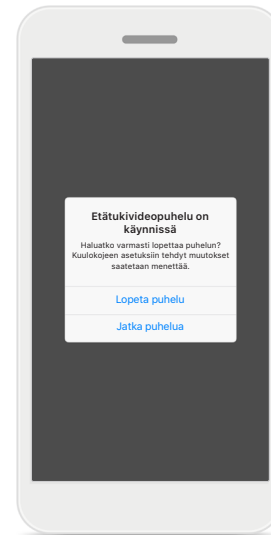 Etätukivideopuhelu on
käynnissä
Haluatko varmasti lopettaa puhelun?
Kuulokojeen asetuksiin tehdyt muutokset
saatetaan menettää.
Lopeta puhelu
Jatka puhelua